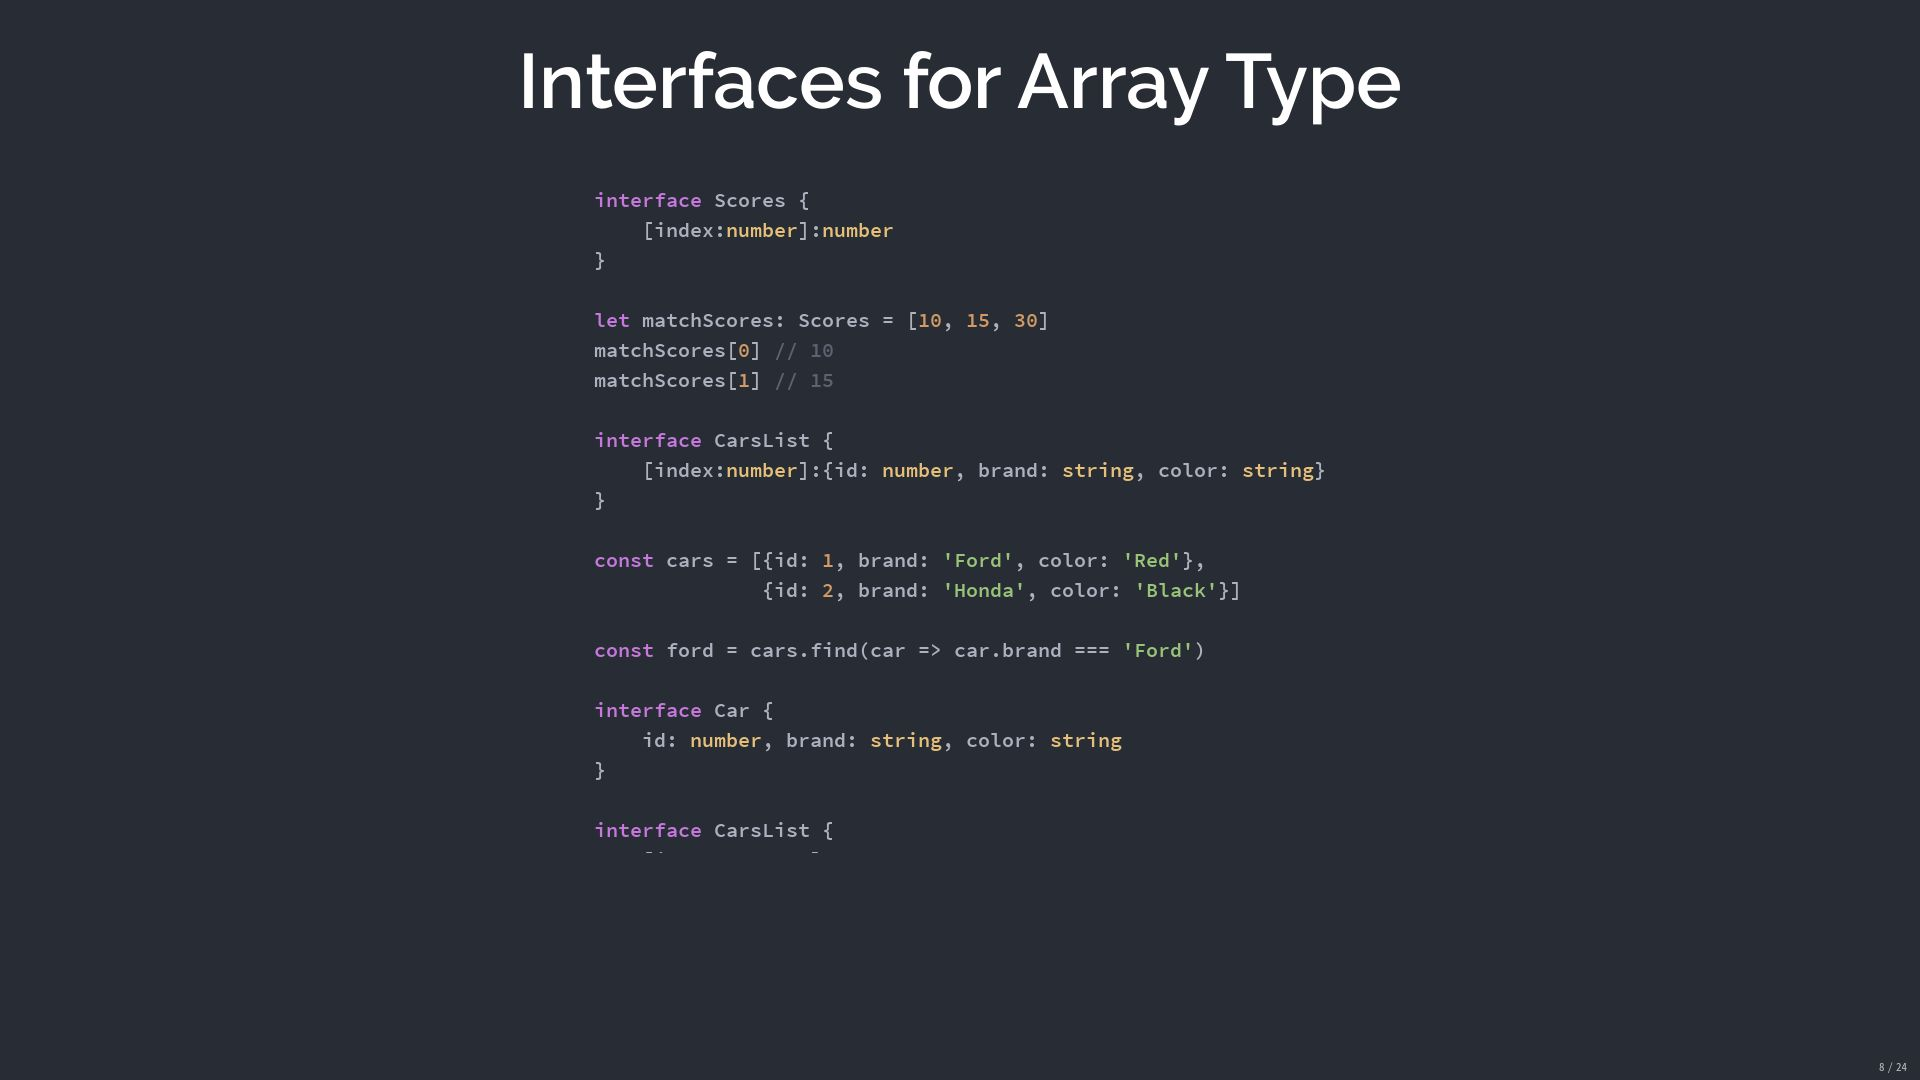 Interfaces for Array Type
interface Scores {
    [index:number]:number
}
let matchScores: Scores = [10, 15, 30]
matchScores[0] // 10
matchScores[1] // 15
interface CarsList {
    [index:number]:{id: number, brand: string, color: string}
}
const cars = [{id: 1, brand: 'Ford', color: 'Red'},
              {id: 2, brand: 'Honda', color: 'Black'}]
const ford = cars.find(car => car.brand === 'Ford')
interface Car {
    id: number, brand: string, color: string
}
interface CarsList {
8 / 24